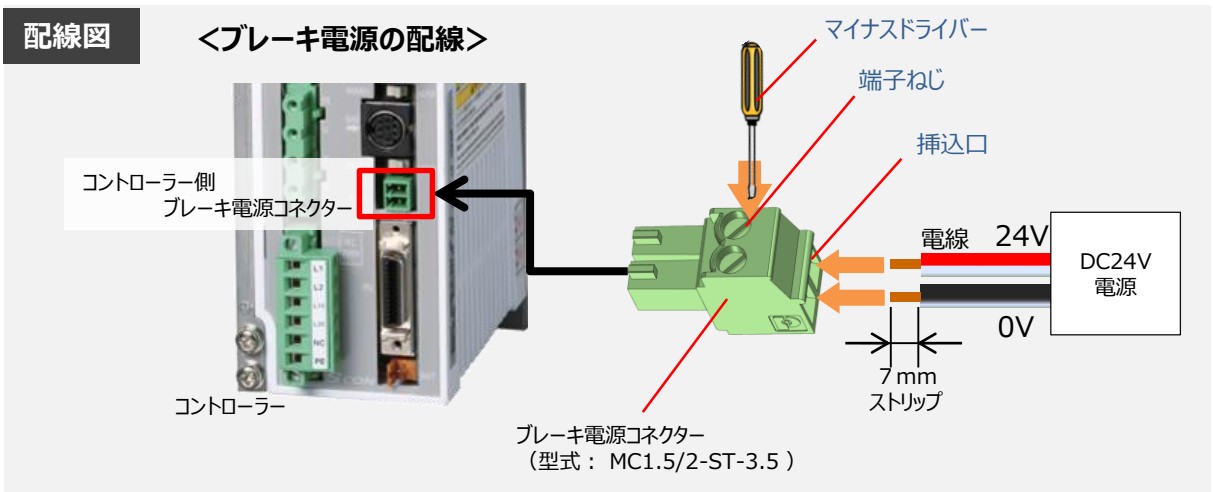 配線図
＜ブレーキ電源の配線＞
マイナスドライバー
端子ねじ
挿込口
コントローラー側
ブレーキ電源コネクター
電線 24V
DC24V
電源
0V
7mm
ストリップ
L1
L2
NC
PE
コントローラー
ブレーキ電源コネクター
（型式： MC1.5/2-ST-3.5 ）